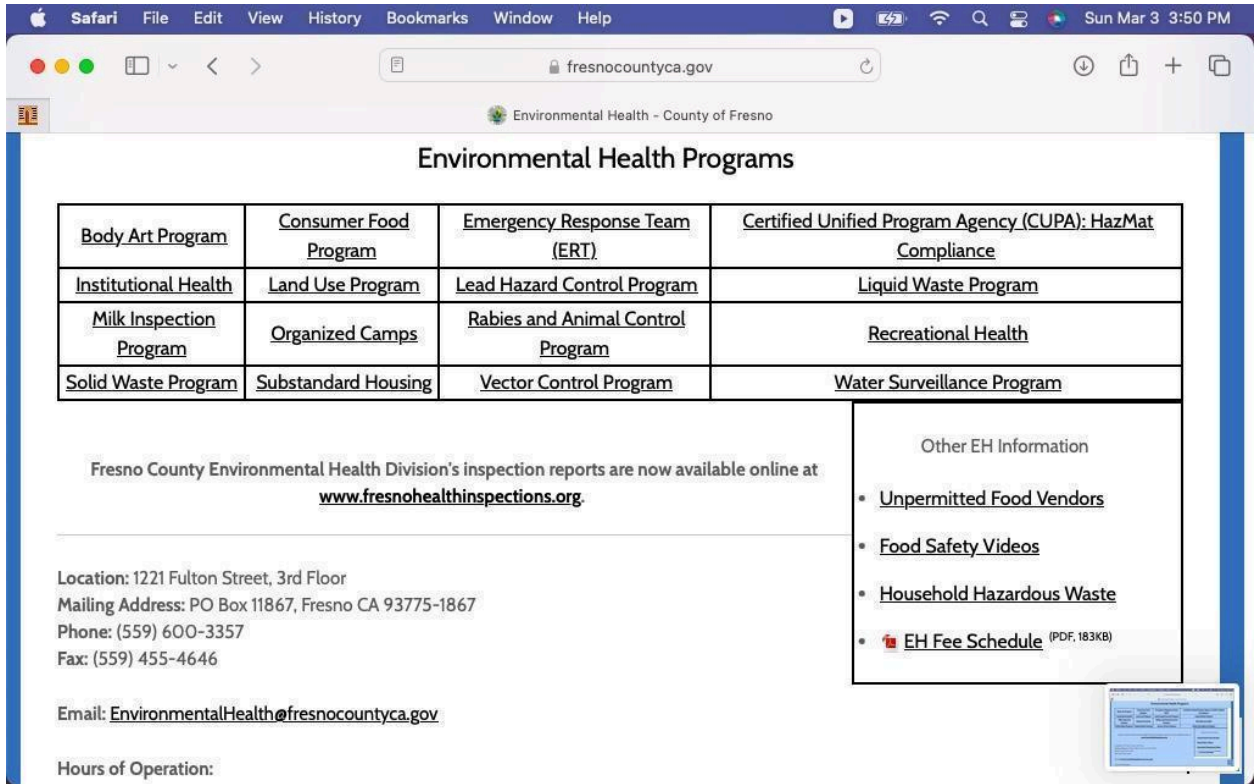 Safari File Edit View History Bookmarks Window Help Sun Mar 3 3:50 PM
fresnocountyca.gov
Environmental Health - County of Fresno
Environmental Health Programs
Body Art Program
Consumer Food
Program
Emergency Response Team
(ERT)
Certified Unified Program Agency (CUPA): HazMat
Compliance
Institutional Health
Land Use Program
Lead Hazard Control Program
Liquid Waste Program
Milk Inspection
Program
Organized Camps
Rabies and Animal Control
Program
Recreational Health
Solid Waste Program
Substandard Housing
Vector Control Program
Water Surveillance Program
Fresno County Environmental Health Division's inspection reports are now available online at
www.fresnohealthinspections.org.
Other EH Information
• Unpermitted Food Vendors
• Food Safety Videos
• Household Hazardous Waste
• EH Fee Schedule (PDF, 183KB)
Location: 1221 Fulton Street, 3rd Floor
Mailing Address: PO Box 11867, Fresno CA 93775-1867
Phone: (559) 600-3357
Fax: (559) 455-4646
Email: EnvironmentalHealth@fresnocountyca.gov
Hours of Operation: